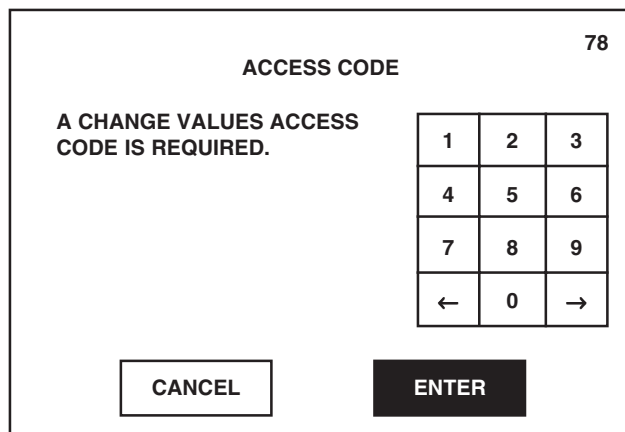 78
ACCESS CODE
A CHANGE VALUES ACCESS
CODE IS REQUIRED.
1 2 3
4 5 6
7 8 9
← 0 →
CANCEL ENTER